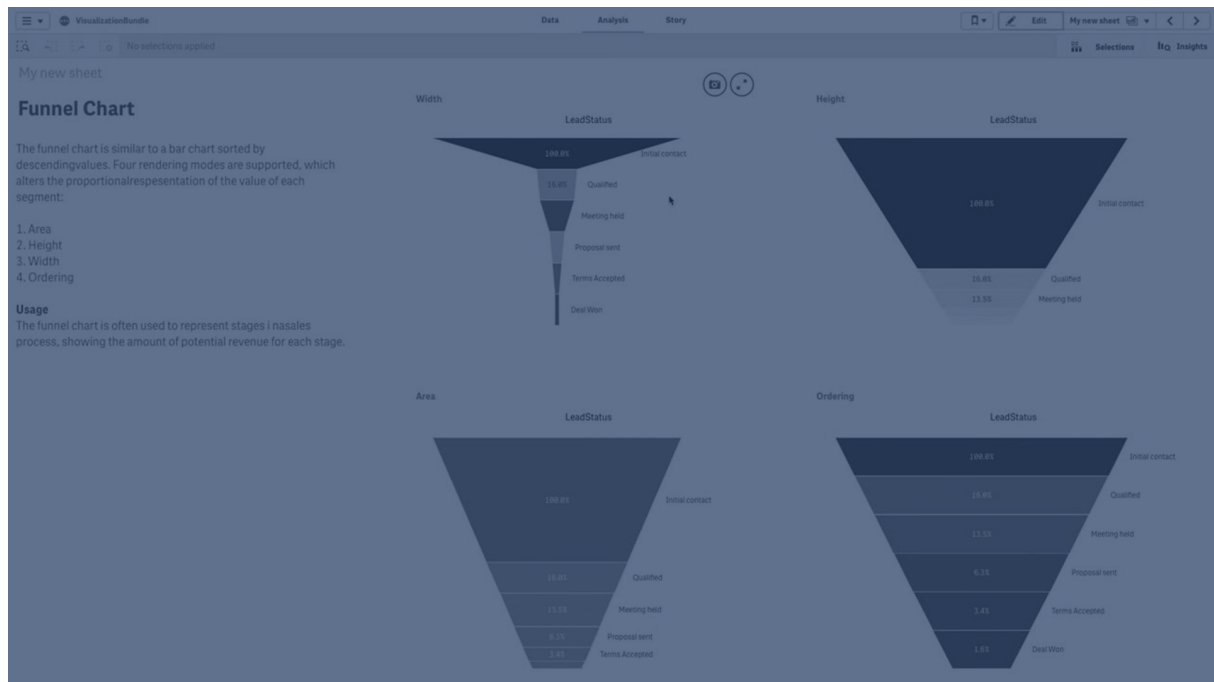 VisualizationBundle
Data
Analysis
Story
Edit
My new sheet
No selections applied
Selections
Insights
My new sheet
Funnel Chart
The funnel chart is similar to a bar chart sorted by
descendingvalues. Four rendering modes are supported, which
alters the proportionalrespesentation of the value of each
segment:
1. Area
2. Height
3. Width
4. Ordering
Usage
The funnel chart is often used to represent stages i nasales
process, showing the amount of potential revenue for each stage.
Width
LeadStatus
100.0%
Initial contact
Qualified
Meeting held
Proposal sent
Terms Accepted
Deal Won
Height
LeadStatus
100.0%
Initial contact
Qualified
13.5%
Meeting held
Area
LeadStatus
100.0%
Initial contact
Qualified
13.5%
Meeting held
Proposal sent
Terms Accepted
Ordering
LeadStatus
100.0%
Initial contact
Qualified
13.5%
Meeting held
6.5%
Proposal sent
3.4%
Terms Accepted
1.6%
Deal Won